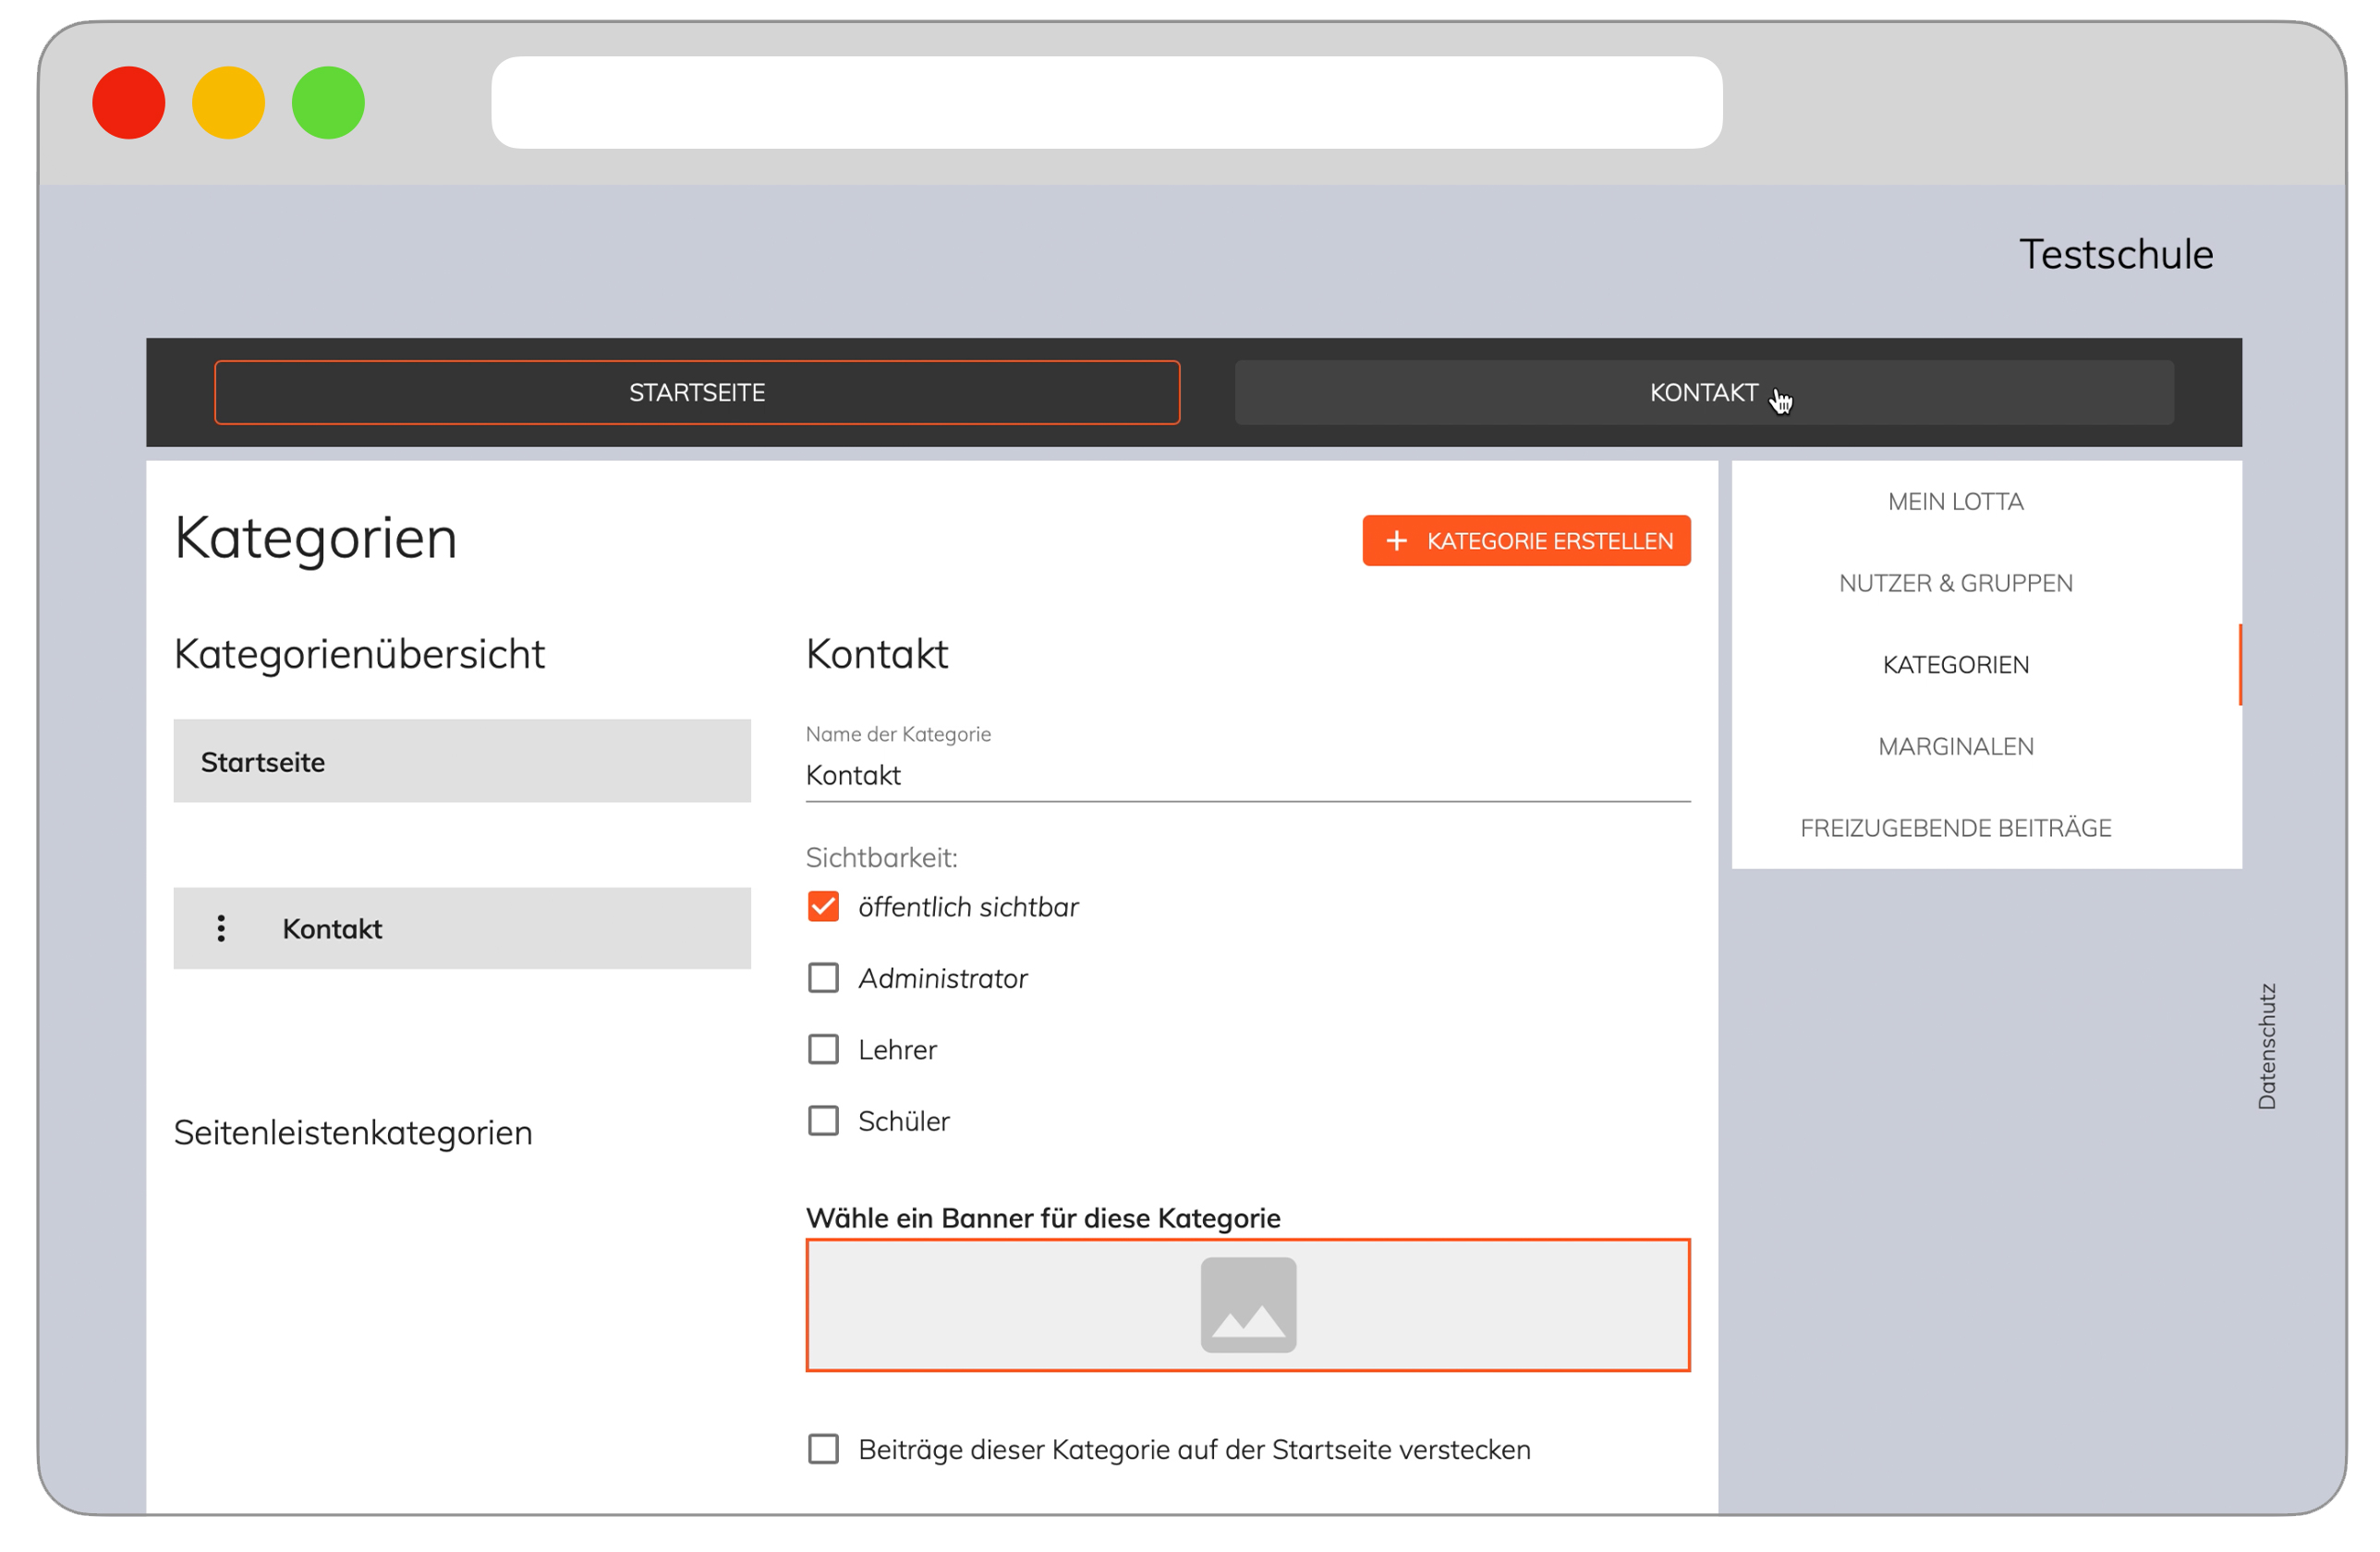 Testschule
STARTSEITE
KONTAKT
Kategorien
+ KATEGORIE ERSTELLEN
Kategorienübersicht
Startseite
Kontakt
Seitenleistenkategorien
Kontakt
Name der Kategorie
Kontakt
Sichtbarkeit:
öffentlich sichtbar
Administrator
Lehrer
Schüler
Wähle ein Banner für diese Kategorie
Beiträge dieser Kategorie auf der Startseite verstecken
MEIN LOTTA
NUTZER & GRUPPEN
KATEGORIEN
MARGINALEN
FREIZUGEBENDE BEITRÄGE
Datenschutz